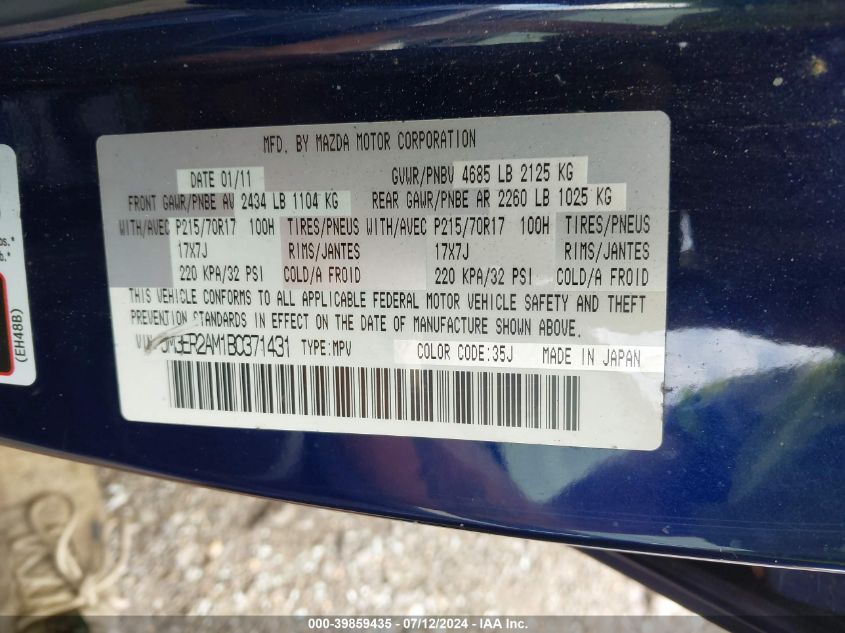 MFD. BY MAZDA MOTOR CORPORATION
DATE 01/11 GVWR/PNBV 4685 LB 2125 KG
FRONT GAWR/PNBE AV 2434 LB 1104 KG REAR GAWR/PNBE AR 2260 LB 1025 KG
WITH/AVEC P215/70R17 100H TIRES/PNEUS WITH/AVEC P215/70R17 100H TIRES/PNEUS
17X7J RIMS/JANTES 17X7J RIMS/JANTES
220 KPA/32 PSI COLD/A FROID 220 KPA/32 PSI COLD/A FROID
THIS VEHICLE CONFORMS TO ALL APPLICABLE FEDERAL MOTOR VEHICLE SAFETY AND THEFT
PREVENTION STANDARDS IN EFFECT ON THE DATE OF MANUFACTURE SHOWN ABOVE.
VIN JM3ER2AM1B0371431 TYPE:MPV COLOR CODE:35J MADE IN JAPAN
(EH48B)
000-39859435 - 07/12/2024 - IAAI - US - S.